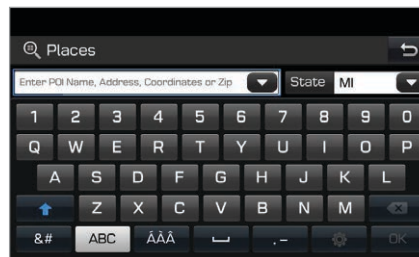 Places
Enter POI Name, Address, Coordinates or Zip State MI
1 2 3 4 5 6 7 8 9 0
Q W E R T Y U I O P
A S D F G H J K L
Z X C V B N M
&# ABC ÁÄÂ . – OK